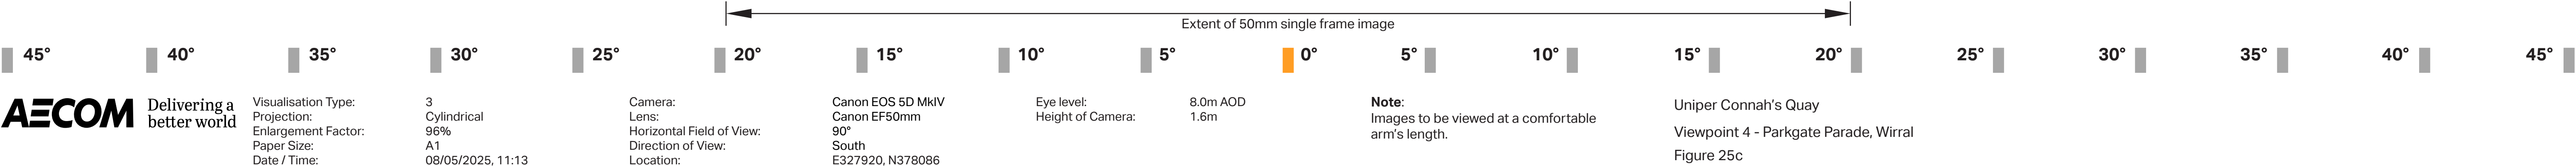 Extent of 50mm single frame image
45° 40° 35° 30° 25° 20° 15° 10° 5° 0° 5° 10° 15° 20° 25° 30° 35° 40° 45°
AECOM Delivering a better world
Visualisation Type: 3
Projection: Cylindrical
Enlargement Factor: 96%
Paper Size: A1
Date / Time: 08/05/2025, 11:13
Camera: Canon EOS 5D MkIV
Lens: Canon EF50mm
Horizontal Field of View: 90°
Direction of View: South
Location: E327920, N378086
Eye level: 8.0m AOD
Height of Camera: 1.6m
Note:
Images to be viewed at a comfortable
arm's length.
Uniper Connah's Quay
Viewpoint 4 - Parkgate Parade, Wirral
Figure 25c